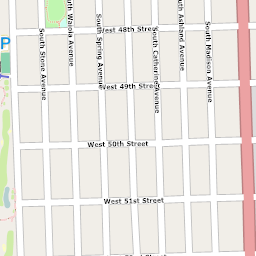 West 48th Street
South Stone Avenue
South Waiola Avenue
South Spring Avenue
South Catherine Avenue
South Ashland Avenue
South Madison Avenue
P
West 49th Street
West 50th Street
West 51st Street
Street